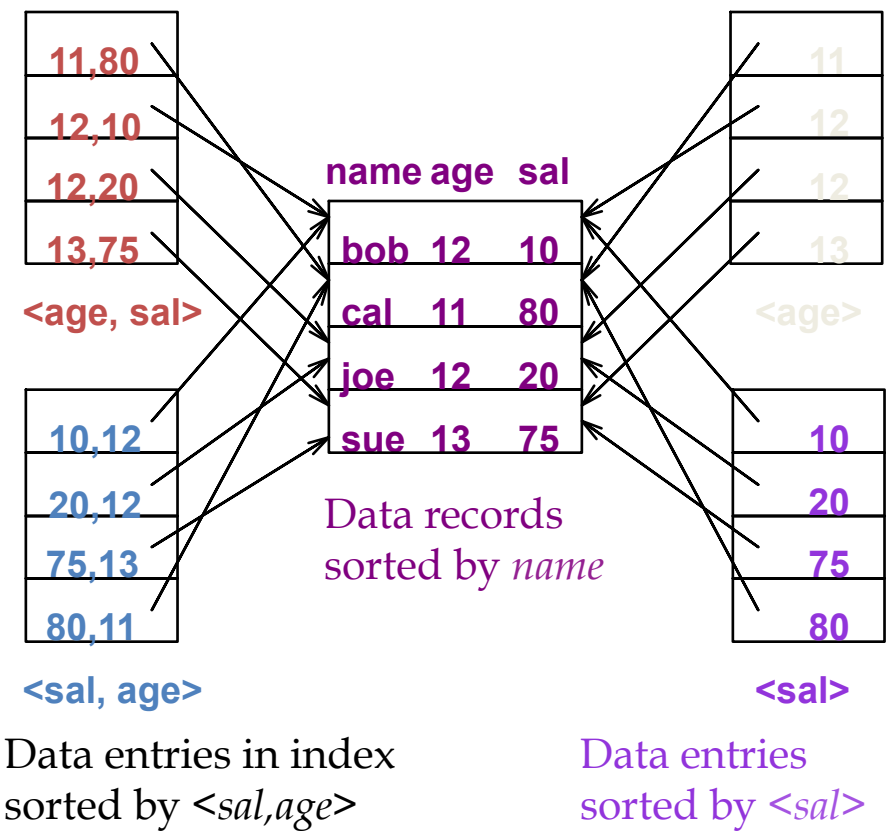 11,80
12,10
12,20
13,75
<age, sal>
10,12
20,12
75,13
80,11
<sal, age>
Data entries in index
sorted by <sal,age>
name age sal
bob 12 10
cal 11 80
joe 12 20
sue 13 75
Data records
sorted by name
11
12
12
13
<age>
10
20
75
80
<sal>
Data entries
sorted by <sal>